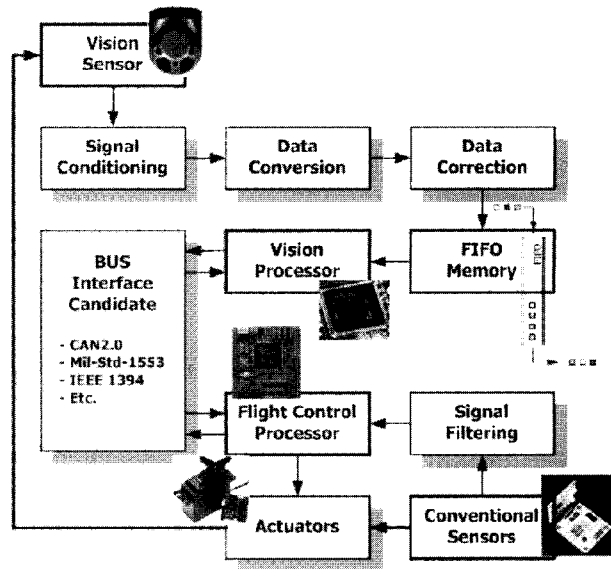 Vision
Sensor
Signal
Conditioning
Data
Conversion
Data
Correction
BUS
Interface
Candidate
- CAN2.0
- Mil-Std-1553
- IEEE 1394
- Etc.
Vision
Processor
FIFO
Memory
FIFO
Flight Control
Processor
Signal
Filtering
Actuators
Conventional
Sensors